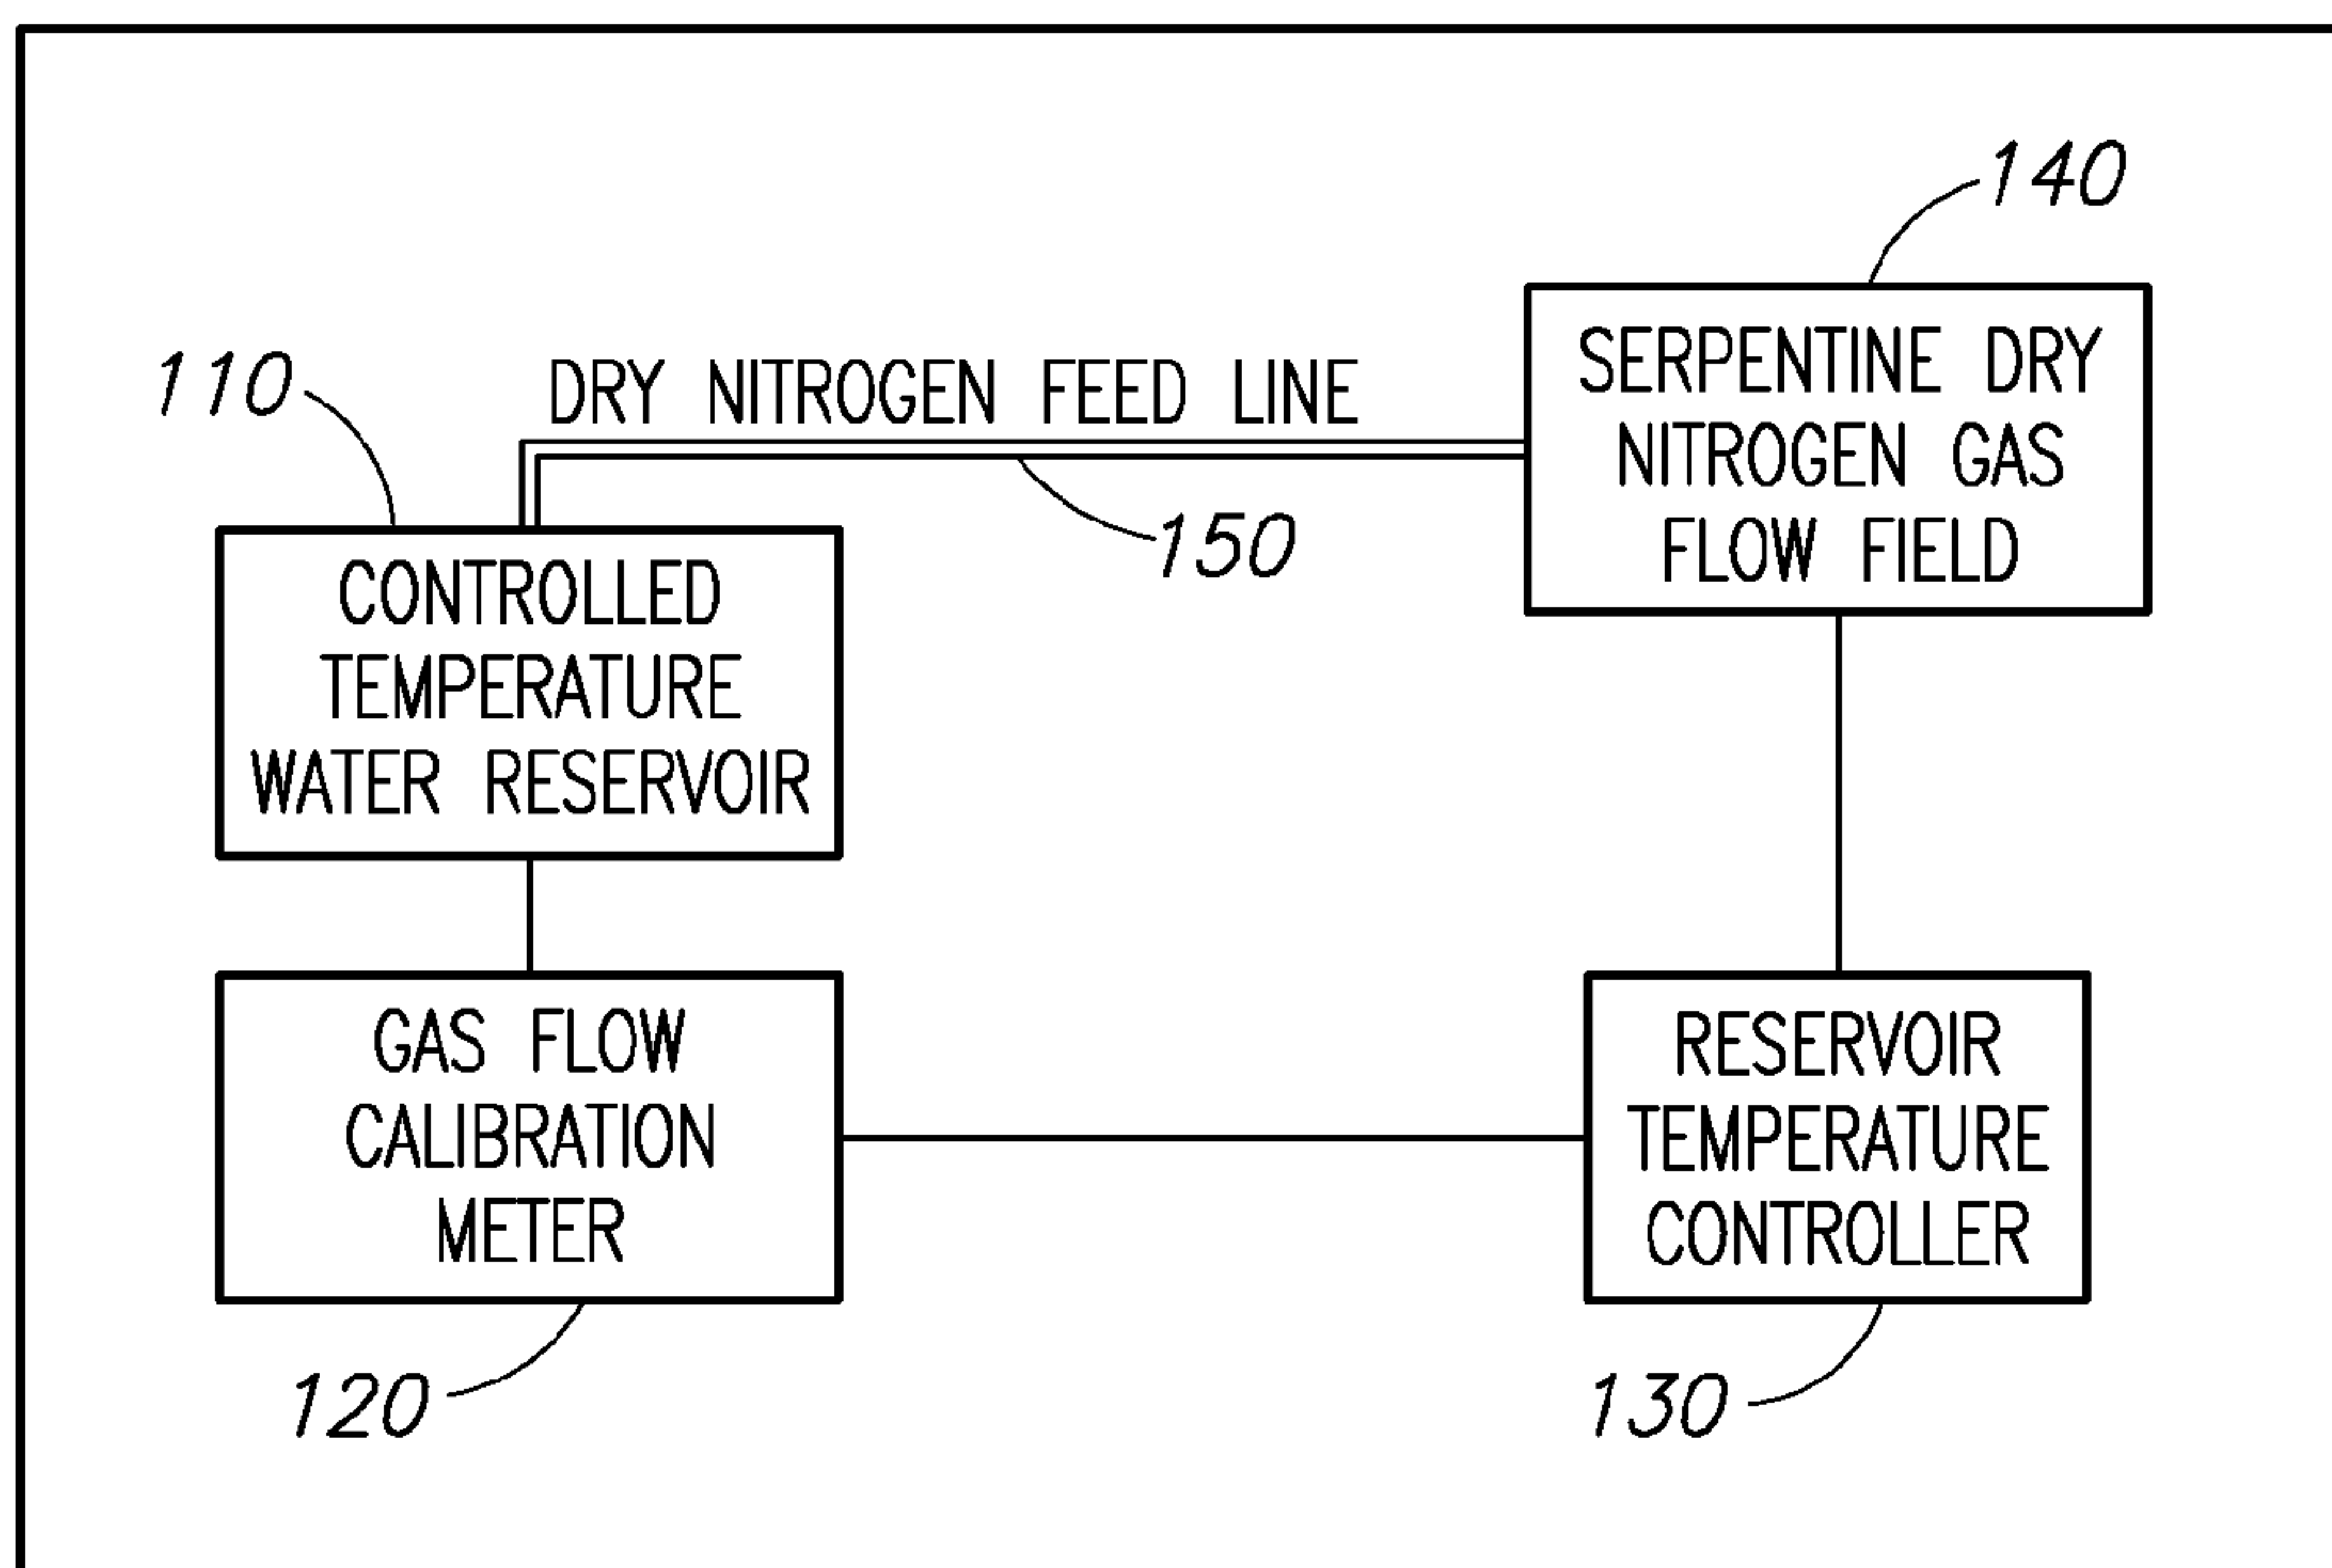 140
SERPENTINE DRY
NITROGEN GAS
FLOW FIELD
110
DRY NITROGEN FEED LINE
150
CONTROLLED
TEMPERATURE
WATER RESERVOIR
GAS FLOW
CALIBRATION
METER
120
RESERVOIR
TEMPERATURE
CONTROLLER
130